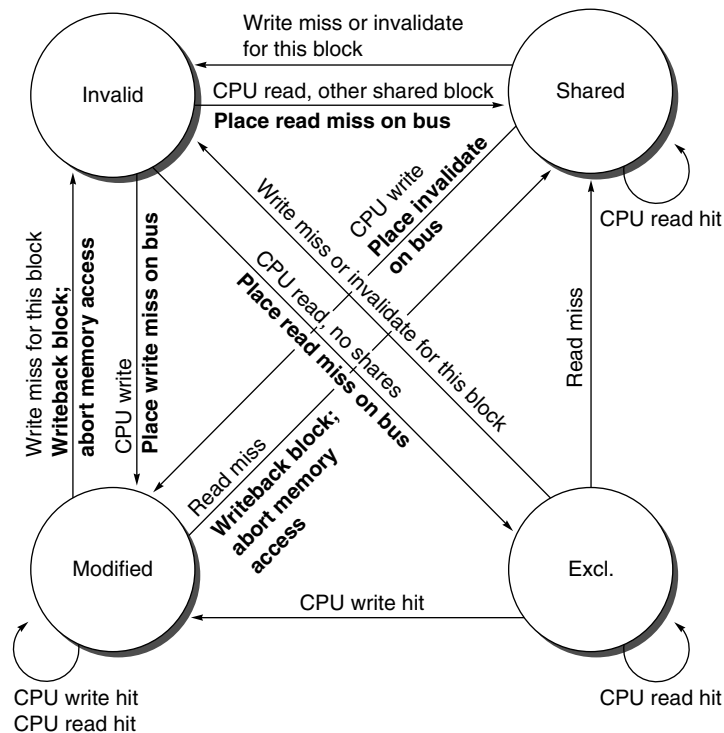 Write miss or invalidate
for this block
Invalid
CPU read, other shared block
Place read miss on bus
Shared
CPU read hit
CPU write
Place invalidate
on bus
Write miss or invalidate for this block
CPU read, no shares
Place read miss on bus
Read miss
Write miss for this block
Writeback block;
abort memory access
CPU write
Place write miss on bus
Read miss
Writeback block;
abort memory
access
Modified
Excl.
CPU write hit
CPU write hit
CPU read hit
CPU read hit